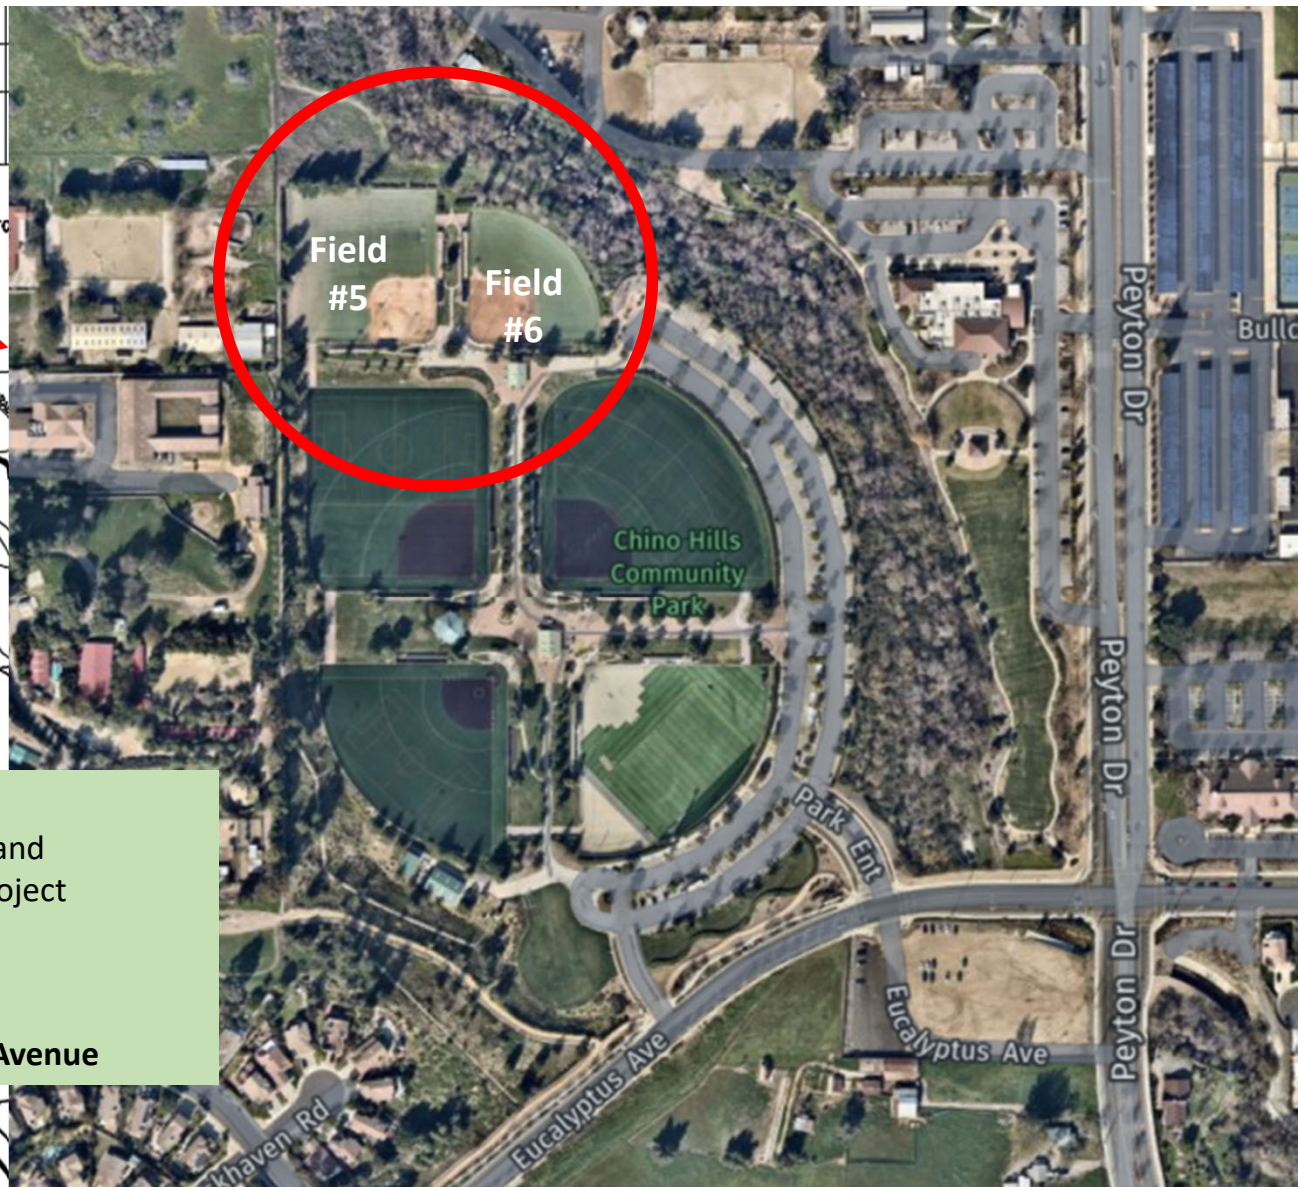 Field
#5
Field
#6
Peyton Dr
Chino Hills
Community
Park
Peyton Dr
Park Ent
and
Avenue
Peyton Dr
Eucalyptus Ave
Eucalyptus Ave